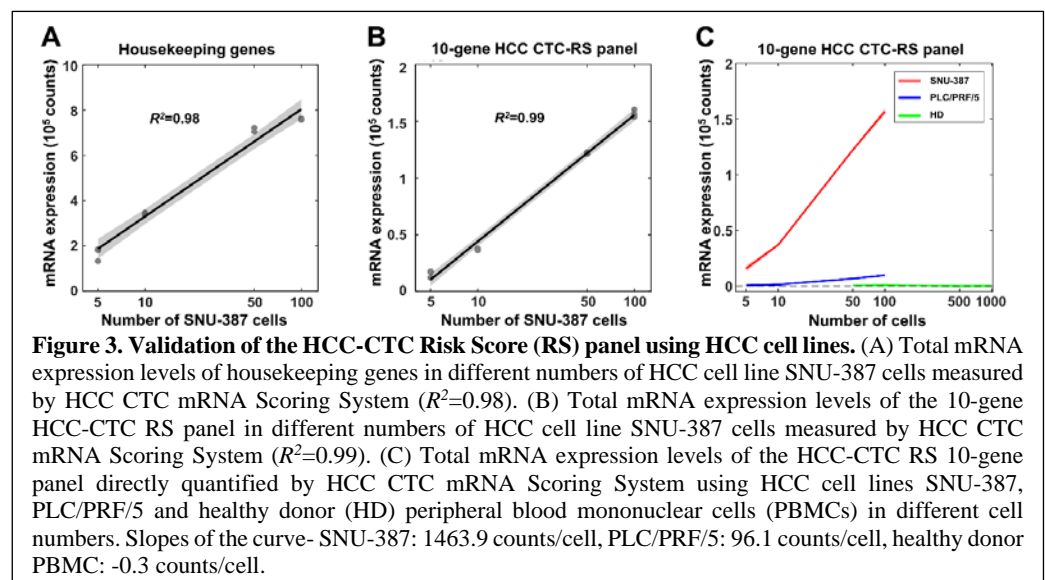 A
Housekeeping genes
mRNA expression (10⁵ counts)
10
8
6
4
2
0
R²=0.98
5
10
50
100
Number of SNU-387 cells
B
10-gene HCC CTC-RS panel
mRNA expression (10⁵ counts)
2
1.5
1
0.5
0
R²=0.99
5
10
50
100
Number of SNU-387 cells
C
10-gene HCC CTC-RS panel
mRNA expression (10⁵ counts)
2
1.5
1
0.5
0
SNU-387
PLC/PRF/5
HD
5
10
50
100
500
1000
Number of cells
Figure 3. Validation of the HCC-CTC Risk Score (RS) panel using HCC cell lines. (A) Total mRNA
expression levels of housekeeping genes in different numbers of HCC cell line SNU-387 cells measured
by HCC CTC mRNA Scoring System (R²=0.98). (B) Total mRNA expression levels of the 10-gene
HCC-CTC RS panel in different numbers of HCC cell line SNU-387 cells measured by HCC CTC
mRNA Scoring System (R²=0.99). (C) Total mRNA expression levels of the HCC-CTC RS 10-gene
panel directly quantified by HCC CTC mRNA Scoring System using HCC cell lines SNU-387,
PLC/PRF/5 and healthy donor (HD) peripheral blood mononuclear cells (PBMCs) in different cell
numbers. Slopes of the curve- SNU-387: 1463.9 counts/cell, PLC/PRF/5: 96.1 counts/cell, healthy donor
PBMC: -0.3 counts/cell.